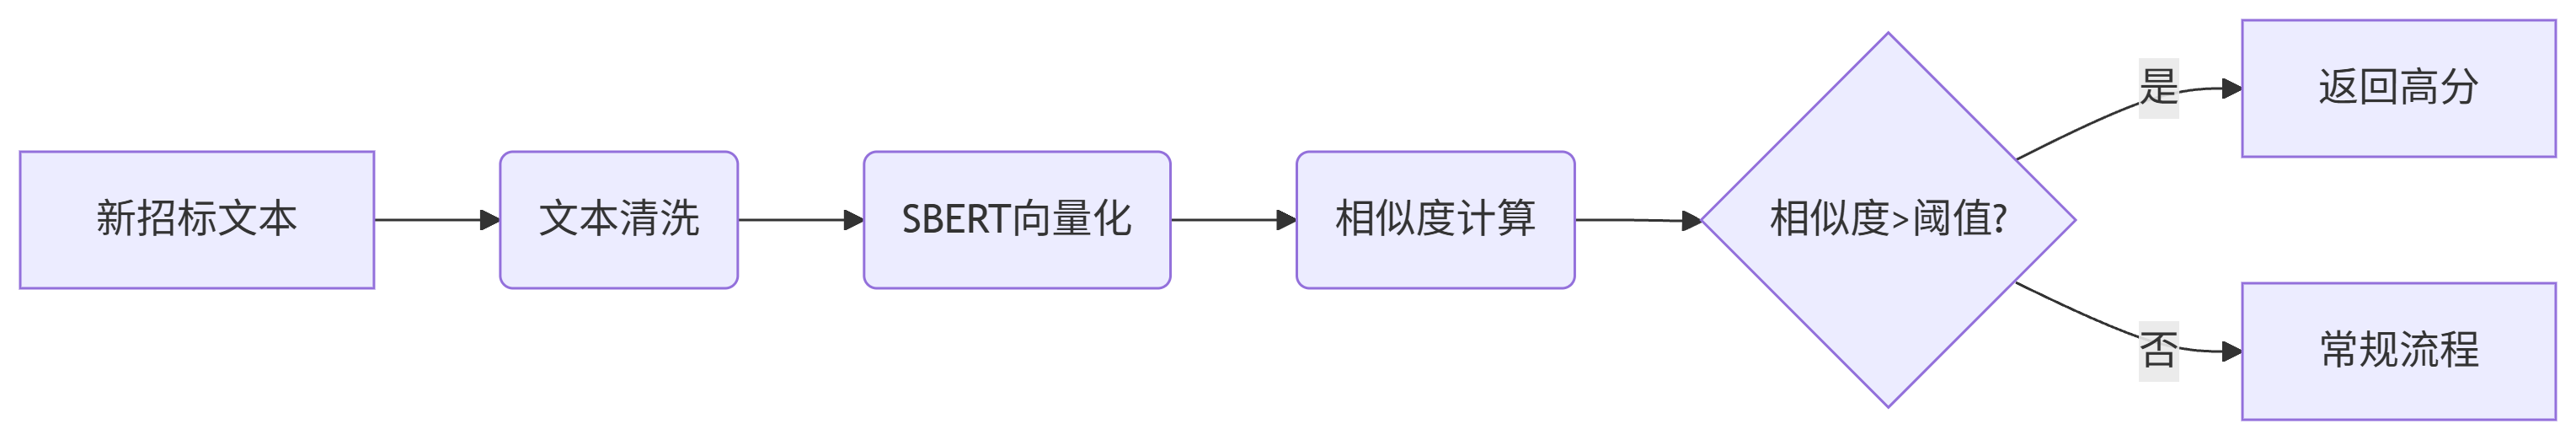 新招标文本
文本清洗
SBERT向量化
相似度计算
相似度>阈值?
是
返回高分
否
常规流程